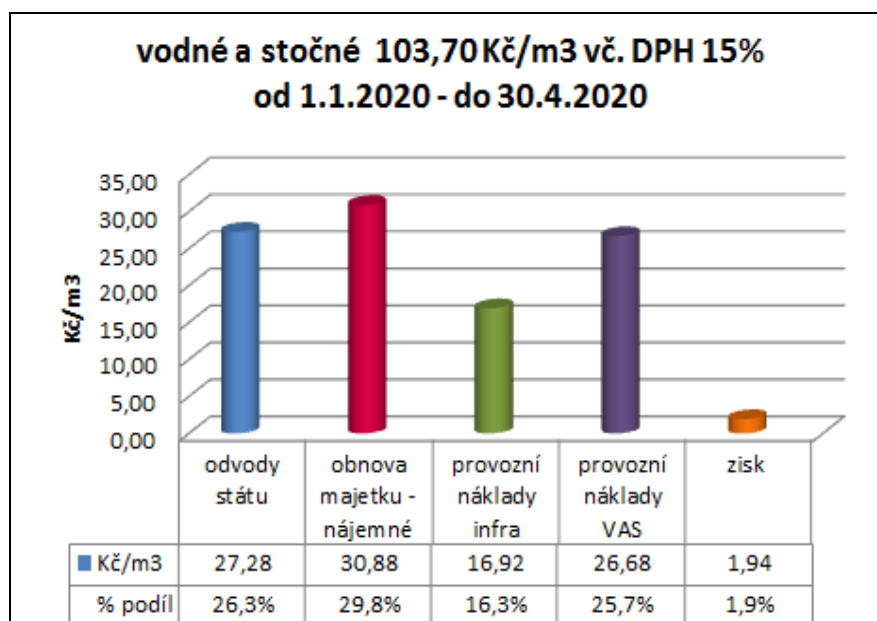 vodné a stočné 103,70 Kč/m3 vč. DPH 15%
od 1.1.2020 - do 30.4.2020
Kč/m3
35,00
30,00
25,00
20,00
15,00
10,00
5,00
0,00
odvody státu
obnova majetku - nájemné
provozní náklady infra
provozní náklady VAS
zisk
Kč/m3 27,28 30,88 16,92 26,68 1,94
% podíl 26,3% 29,8% 16,3% 25,7% 1,9%